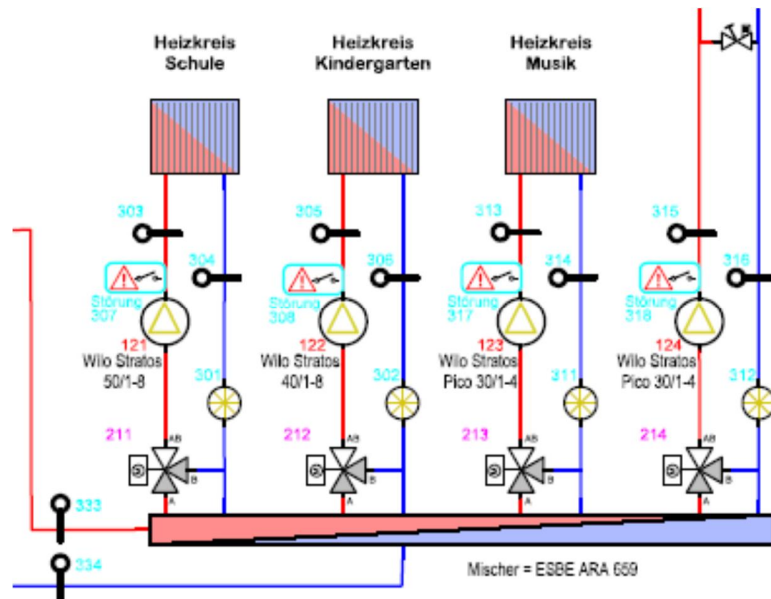 Heizkreis
Schule
Heizkreis
Kindergarten
Heizkreis
Musik
303
305
313
315
304
306
314
316
Störung
307
Störung
308
Störung
317
Störung
318
121
122
123
124
Wilo Stratos
50/1-8
Wilo Stratos
40/1-8
Wilo Stratos
Pico 30/1-4
Wilo Stratos
Pico 30/1-4
301
302
311
312
211
212
213
214
AB
AB
AB
AB
B
B
B
B
A
A
A
A
333
334
Mischer = ESBE ARA 659